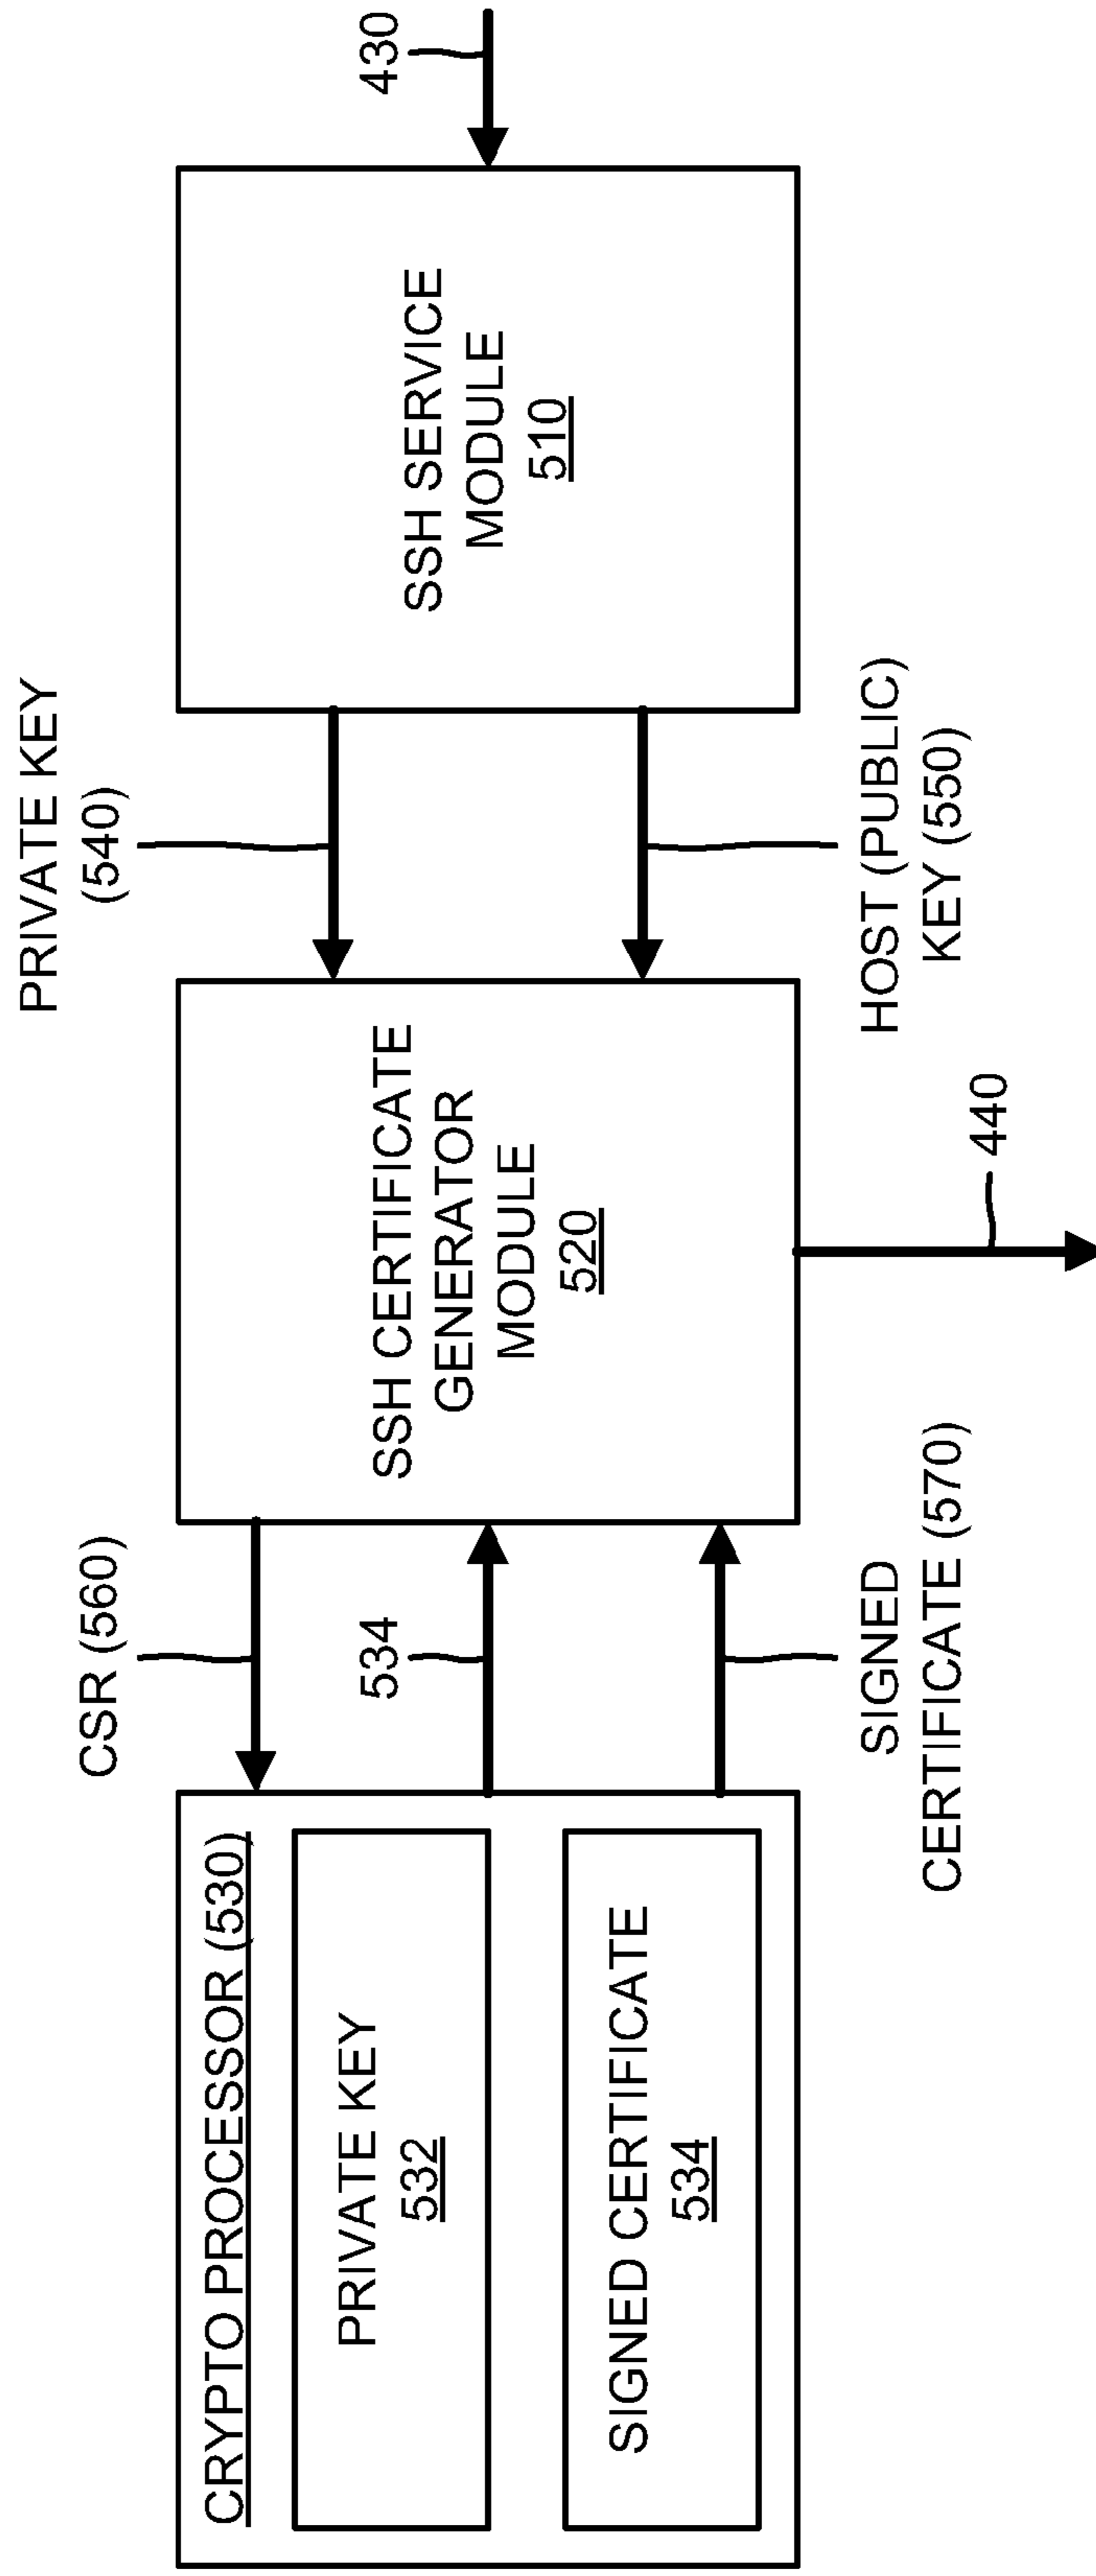 CRYPTO PROCESSOR (530)
PRIVATE KEY
532
SIGNED CERTIFICATE
534
CSR (560)
534
SIGNED
CERTIFICATE (570)
SSH CERTIFICATE
GENERATOR
MODULE
520
440
PRIVATE KEY
(540)
HOST (PUBLIC)
KEY (550)
SSH SERVICE
MODULE
510
430